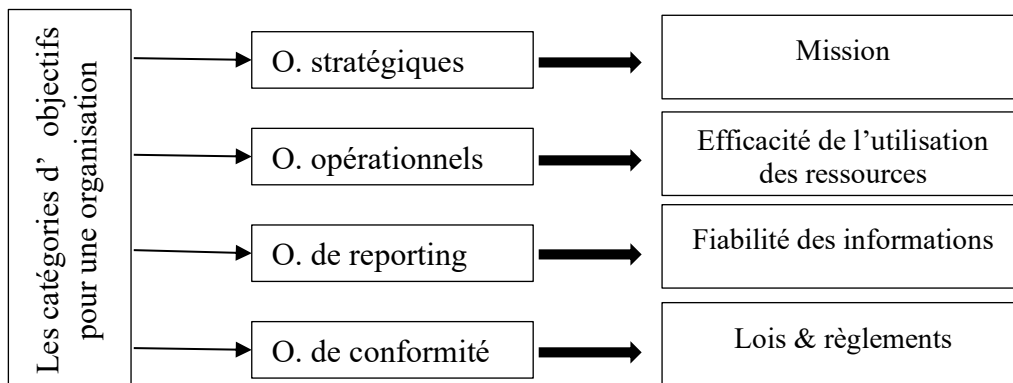 Les catégories d’ objectifs
pour une organisation
O. stratégiques
Mission
O. opérationnels
Efficacité de l’utilisation
des ressources
O. de reporting
Fiabilité des informations
O. de conformité
Lois & règlements